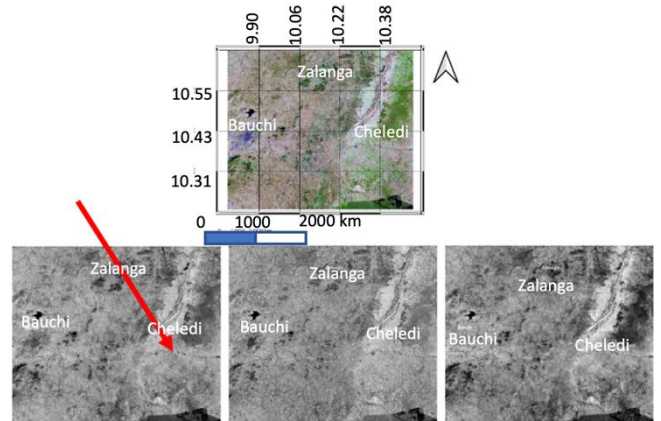 9.90 10.06 10.22 10.38
10.55
10.43
10.31
Zalanga
Bauchi
Cheledi
0 1000 2000 km
Zalanga
Bauchi
Cheledi
Zalanga
Bauchi
Cheledi
Zalanga
Bauchi
Cheledi